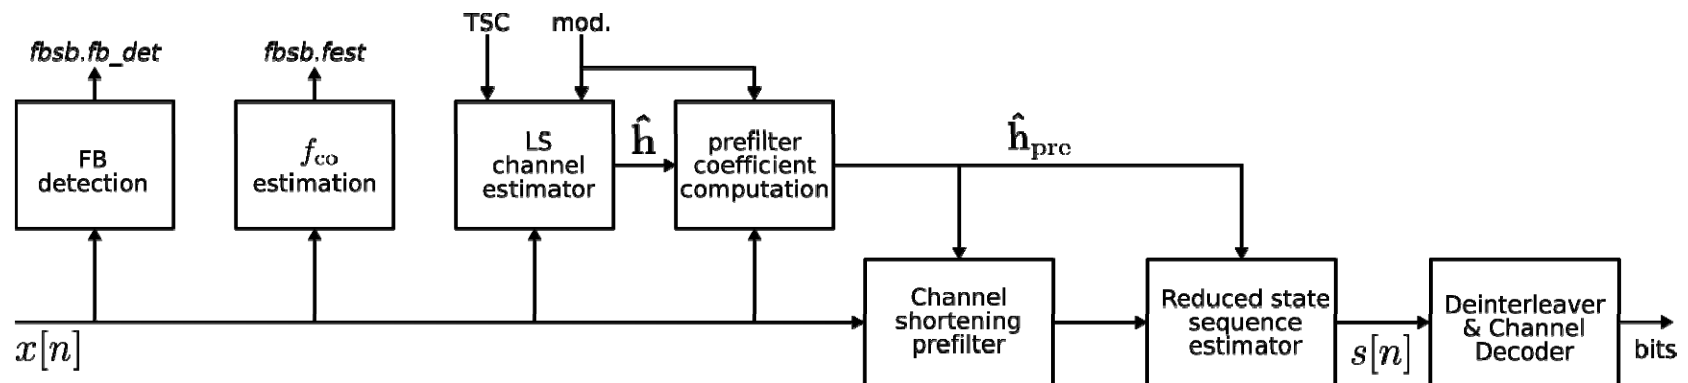 TSC
mod.
fbsb.fb_det
fbsb.fest
FB
detection
f_co
estimation
LS
channel
estimator
ĥ
prefilter
coefficient
computation
ĥ_pre
Channel
shortening
prefilter
Reduced state
sequence
estimator
Deinterleaver
& Channel
Decoder
x[n]
s[n]
bits